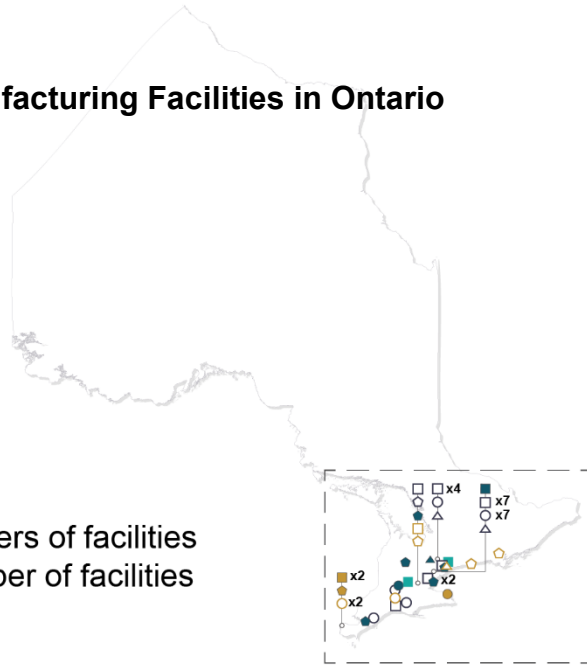 facturing Facilities in Ontario
x4
x7
x7
ers of facilities
ber of facilities
x2
x2
x2